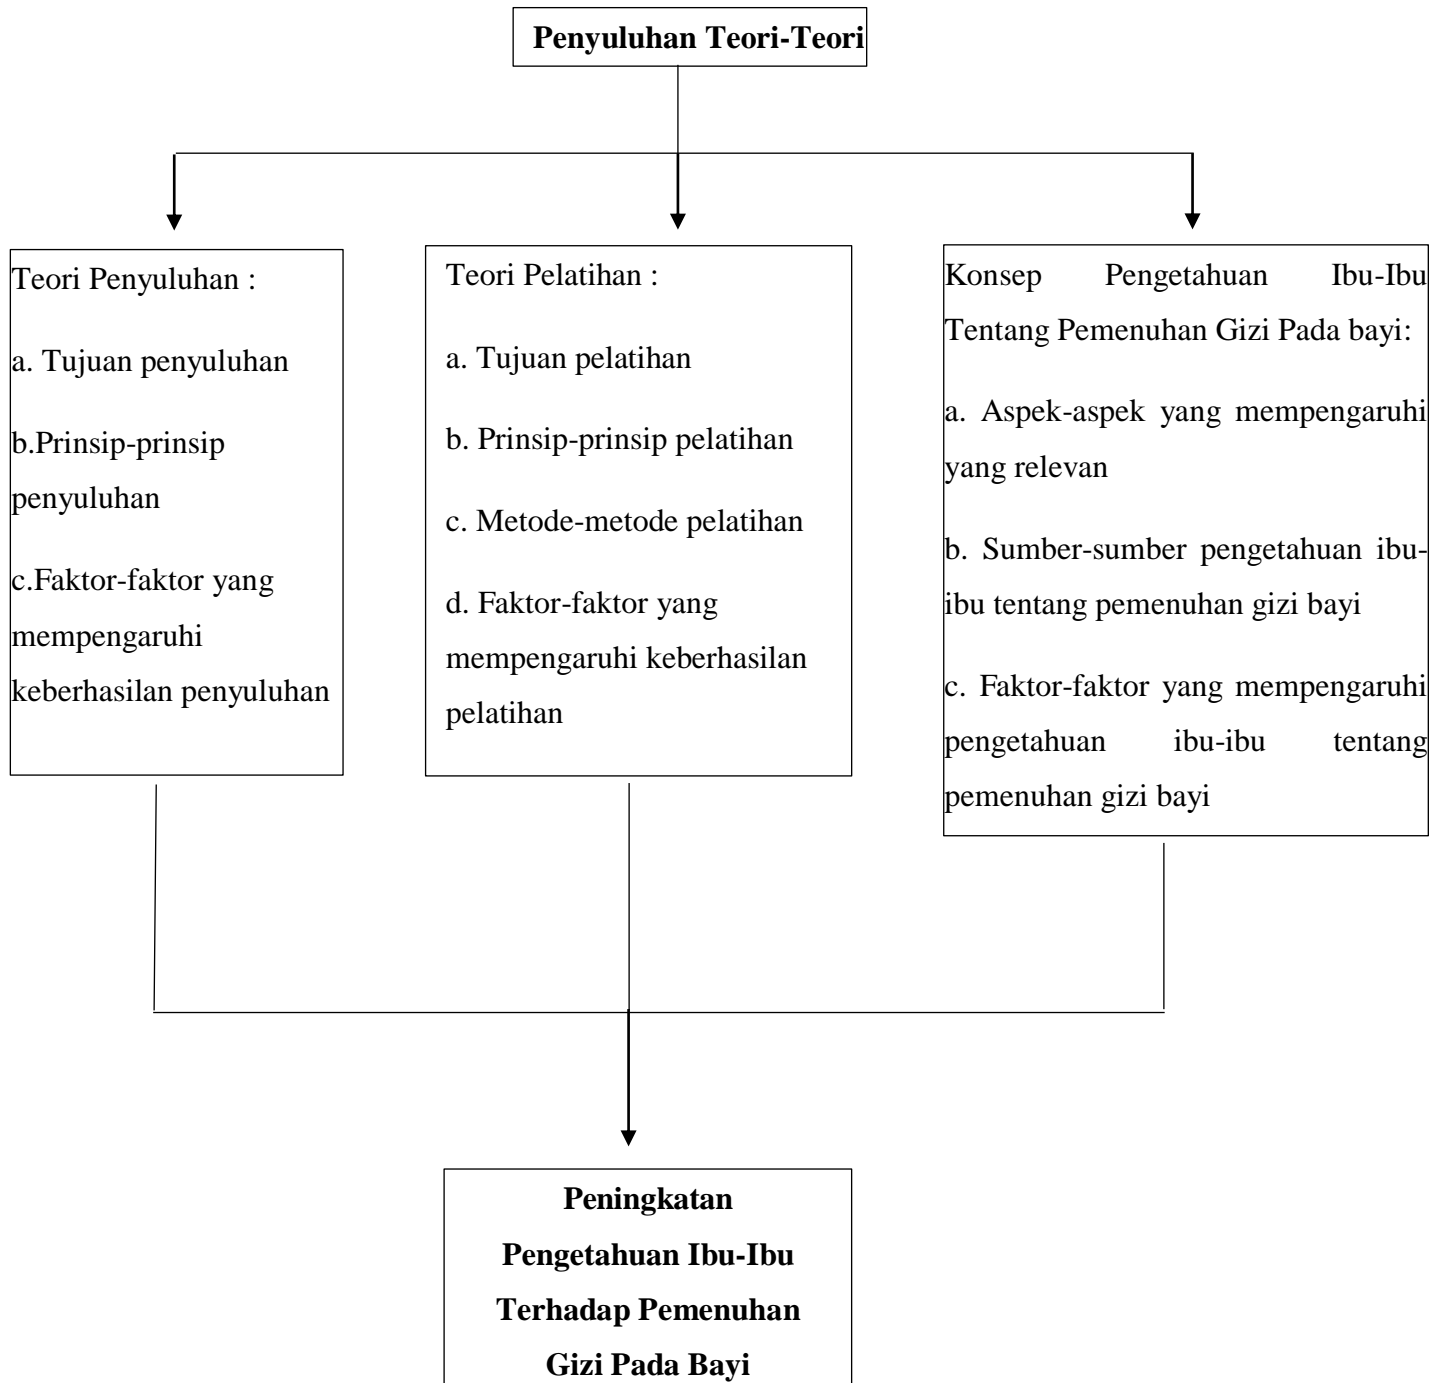 Penyuluhan Teori-Teori
Teori Penyuluhan :
a. Tujuan penyuluhan
b.Prinsip-prinsip
penyuluhan
c.Faktor-faktor yang
mempengaruhi
keberhasilan penyuluhan
Teori Pelatihan :
a. Tujuan pelatihan
b. Prinsip-prinsip pelatihan
c. Metode-metode pelatihan
d. Faktor-faktor yang
mempengaruhi keberhasilan
pelatihan
Konsep Pengetahuan Ibu-Ibu
Tentang Pemenuhan Gizi Pada bayi:
a. Aspek-aspek yang mempengaruhi
yang relevan
b. Sumber-sumber pengetahuan ibu-
ibu tentang pemenuhan gizi bayi
c. Faktor-faktor yang mempengaruhi
pengetahuan ibu-ibu tentang
pemenuhan gizi bayi
Peningkatan
Pengetahuan Ibu-Ibu
Terhadap Pemenuhan
Gizi Pada Bayi